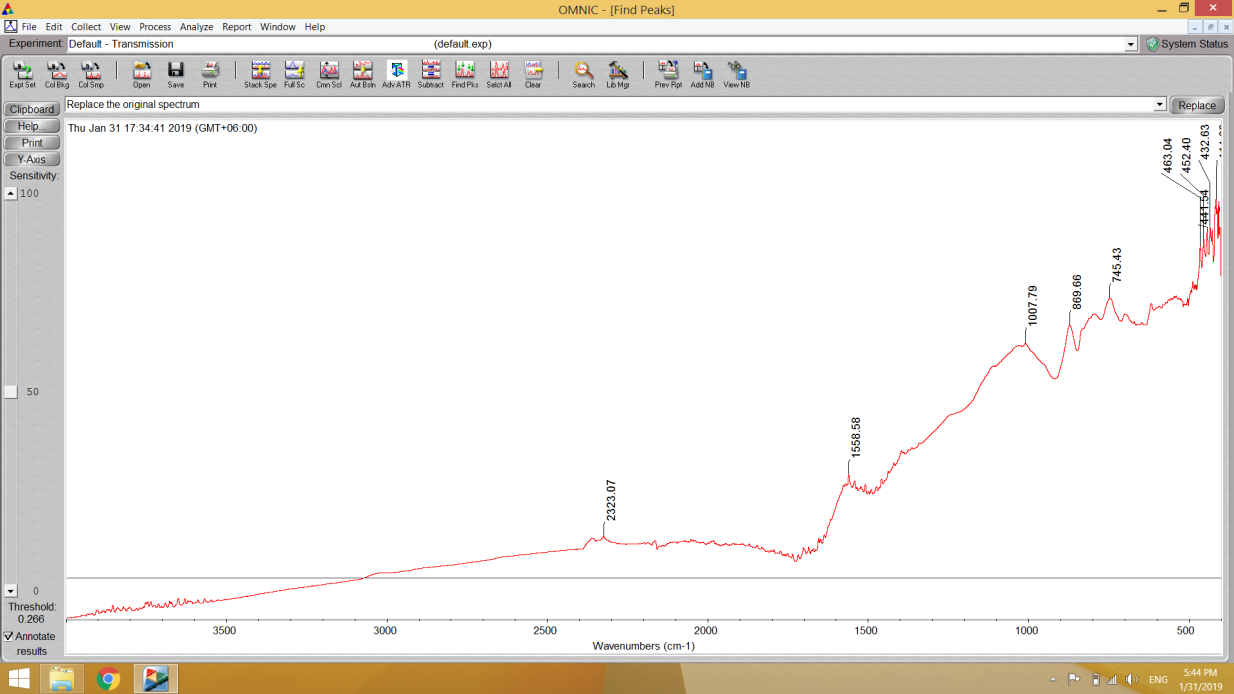 OMNIC - [Find Peaks]
File Edit Collect View Process Analyze Report Window Help
Experiment: Default - Transmission (default.exp) System Status
Expt Set Col Bkg Col Smp Open Save Print Stack Spe Full Sc Cmn Scl Aut Bsln Adv ATR Subtract Find Pks Selct All Clear Search Lib Mgr Prev Rpt Add NB View NB
Clipboard Replace the original spectrum Replace
Help...
Print
Y-Axis
Thu Jan 31 17:34:41 2019 (GMT+06:00)
Sensitivity:
100
50
0
Threshold:
0.266
Annotate
results
2323.07
1558.58
1007.79
869.66
745.43
463.04
452.40
441.54
432.63
3500 3000 2500 2000 1500 1000 500
Wavenumbers (cm-1)
ENG
5:44 PM
1/31/2019